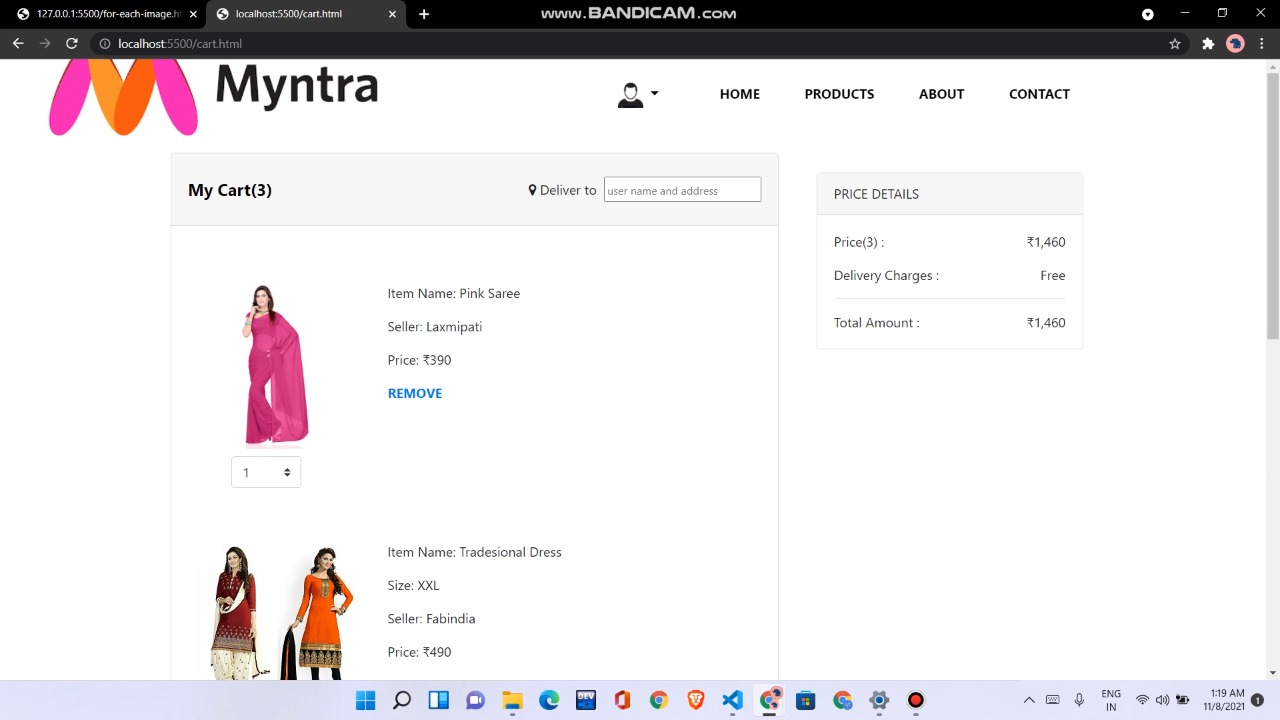 127.0.0.1:5500/for-each-image.ht
localhost:5500/cart.html
www.BANDICAM.com
localhost:5500/cart.html
Myntra
HOME
PRODUCTS
ABOUT
CONTACT
My Cart(3)
Deliver to
user name and address
Item Name: Pink Saree
Seller: Laxmipati
Price: ₹390
REMOVE
1
Item Name: Tradesional Dress
Size: XXL
Seller: Fabindia
Price: ₹490
PRICE DETAILS
Price(3) : ₹1,460
Delivery Charges : Free
Total Amount : ₹1,460
DEV
ENG
IN
1:19 AM
11/8/2021
1